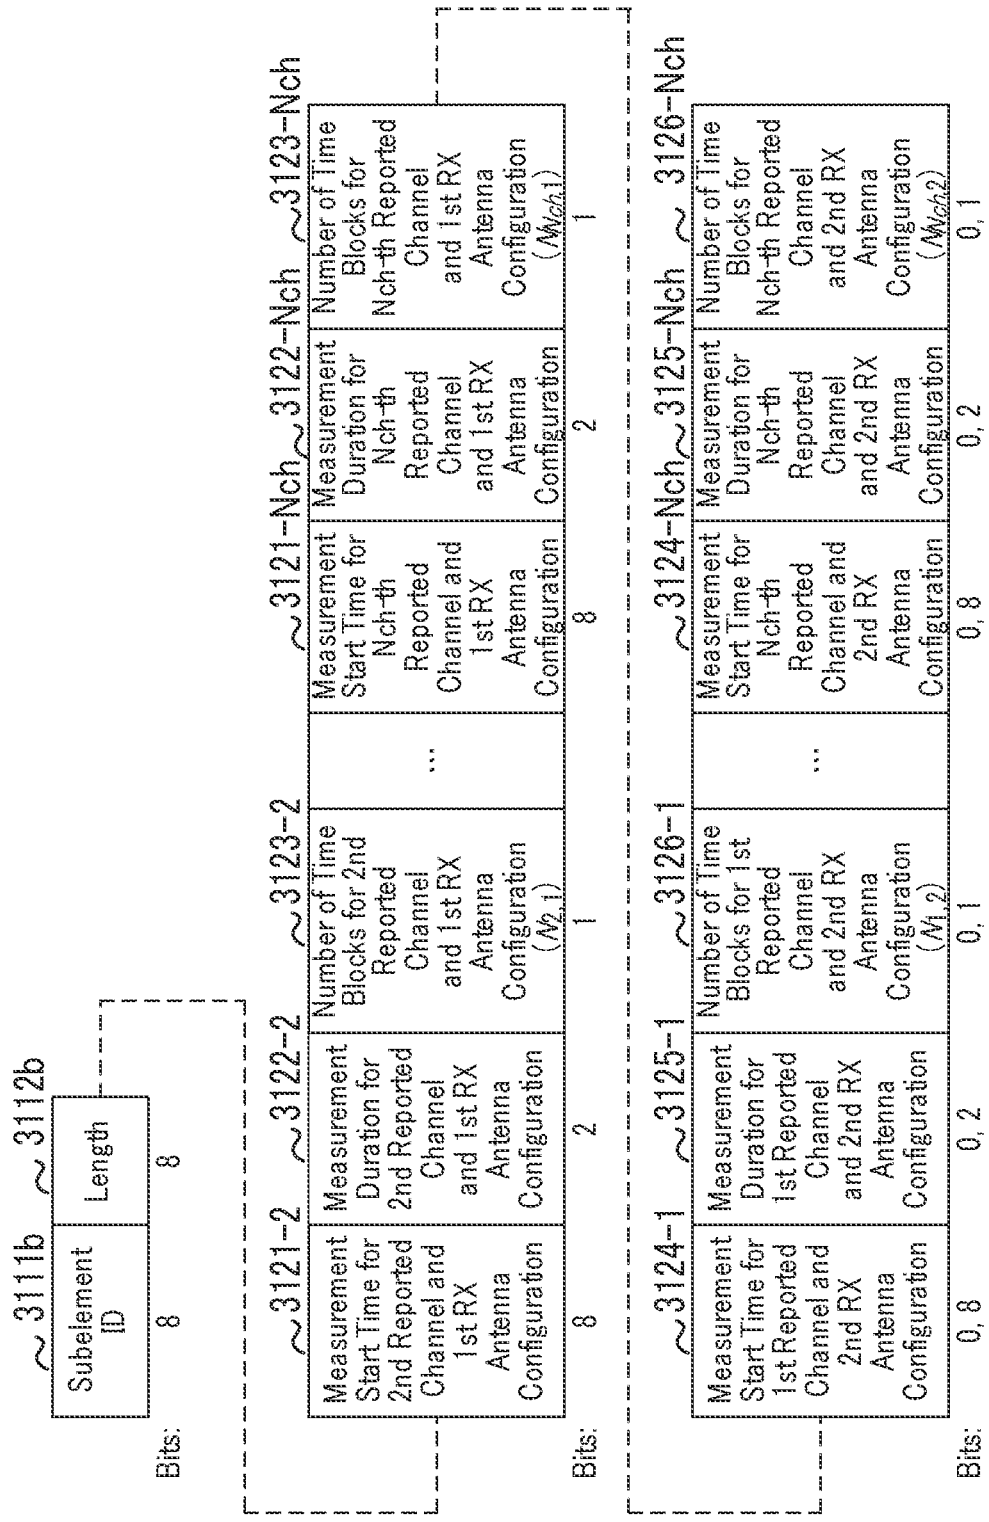 3111b
3112b
Subelement
ID
Length
Bits:
8
8
3121-2
3122-2
3123-2
3121-Nch
3122-Nch
3123-Nch
Measurement
Start Time for
2nd Reported
Channel and
1st RX
Antenna
Configuration
Measurement
Duration for
2nd Reported
Channel
and 1st RX
Antenna
Configuration
Number of Time
Blocks for 2nd
Reported
Channel
and 1st RX
Antenna
Configuration
(N2,1)
...
Measurement
Start Time for
Nch-th
Reported
Channel and
1st RX
Antenna
Configuration
Measurement
Duration for
Nch-th
Reported
Channel
and 1st RX
Antenna
Configuration
Number of Time
Blocks for
Nch-th Reported
Channel
and 1st RX
Antenna
Configuration
(NNch,1)
Bits:
8
2
1
8
2
1
3124-1
3125-1
3126-1
3124-Nch
3125-Nch
3126-Nch
Measurement
Start Time for
1st Reported
Channel and
2nd RX
Antenna
Configuration
Measurement
Duration for
1st Reported
Channel
and 2nd RX
Antenna
Configuration
Number of Time
Blocks for 1st
Reported
Channel
and 2nd RX
Antenna
Configuration
(N1,2)
...
Measurement
Start Time for
Nch-th
Reported
Channel and
2nd RX
Antenna
Configuration
Measurement
Duration for
Nch-th
Reported
Channel
and 2nd RX
Antenna
Configuration
Number of Time
Blocks for
Nch-th Reported
Channel
and 2nd RX
Antenna
Configuration
(NNch,2)
Bits:
0, 8
0, 2
0, 1
0, 8
0, 2
0, 1